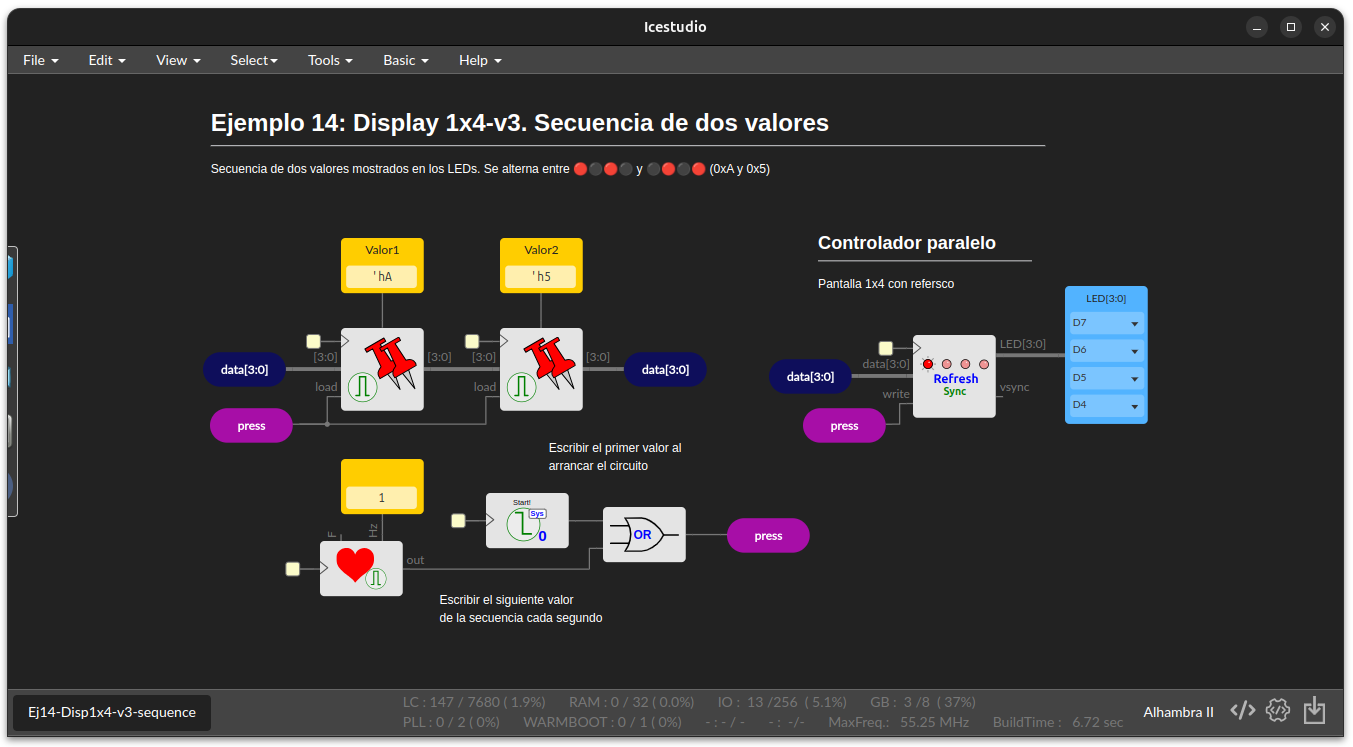 Icestudio
File Edit View Select Tools Basic Help
Ejemplo 14: Display 1x4-v3. Secuencia de dos valores
Secuencia de dos valores mostrados en los LEDs. Se alterna entre 🔴⚫🔴⚫ y ⚫🔴⚫🔴 (0xA y 0x5)
Valor1
'hA
Valor2
'h5
Controlador paralelo
Pantalla 1x4 con refersco
LED[3:0]
D7
D6
D5
D4
[3:0] [3:0] [3:0] [3:0]
data[3:0]
data[3:0]
load load
press
LED[3:0]
data[3:0]
data[3:0]
Refresh
Sync
vsync
write
press
Escribir el primer valor al
arrancar el circuito
1
F Hz
out
Start!
Sys
0
OR
press
Escribir el siguiente valor
de la secuencia cada segundo
Ej14-Disp1x4-v3-sequence
LC : 147 / 7680 ( 1.9%) RAM : 0 / 32 ( 0.0%) IO : 13 /256 ( 5.1%) GB : 3 /8 ( 37%)
PLL : 0 / 2 ( 0%) WARMBOOT : 0 / 1 ( 0%) - : - / - - : -/- MaxFreq.: 55.25 MHz BuildTime : 6.72 sec
Alhambra II